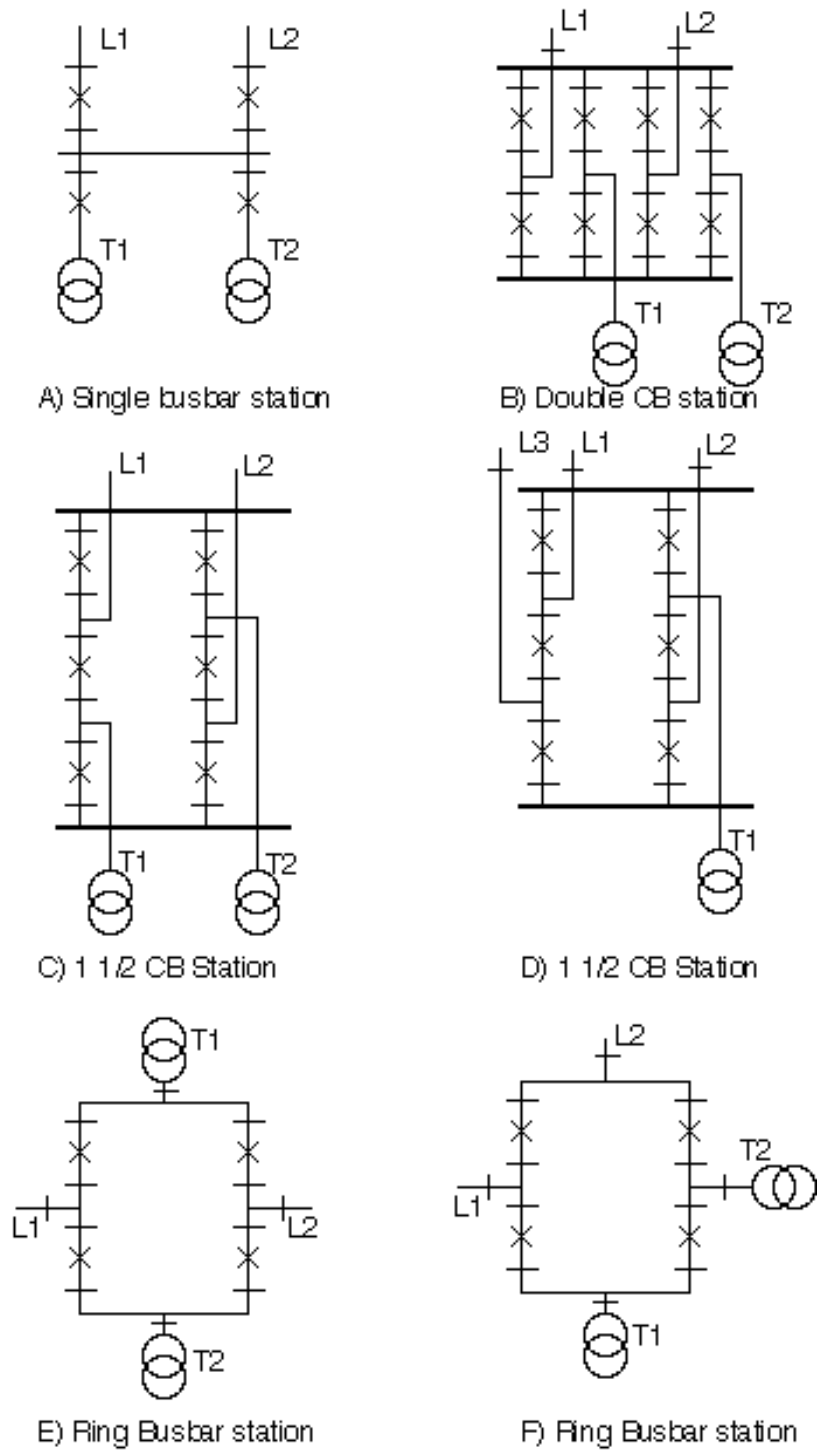 L1 L2
T1 T2
A) Single busbar station
L1 L2
T1 T2
B) Double CB station
L1 L2
T1 T2
C) 1 1/2 CB Station
L3 L1 L2
T1
D) 1 1/2 CB Station
T1
L1 L2
T2
E) Ring Busbar station
L2
T2
L1
T1
F) Ring Busbar station